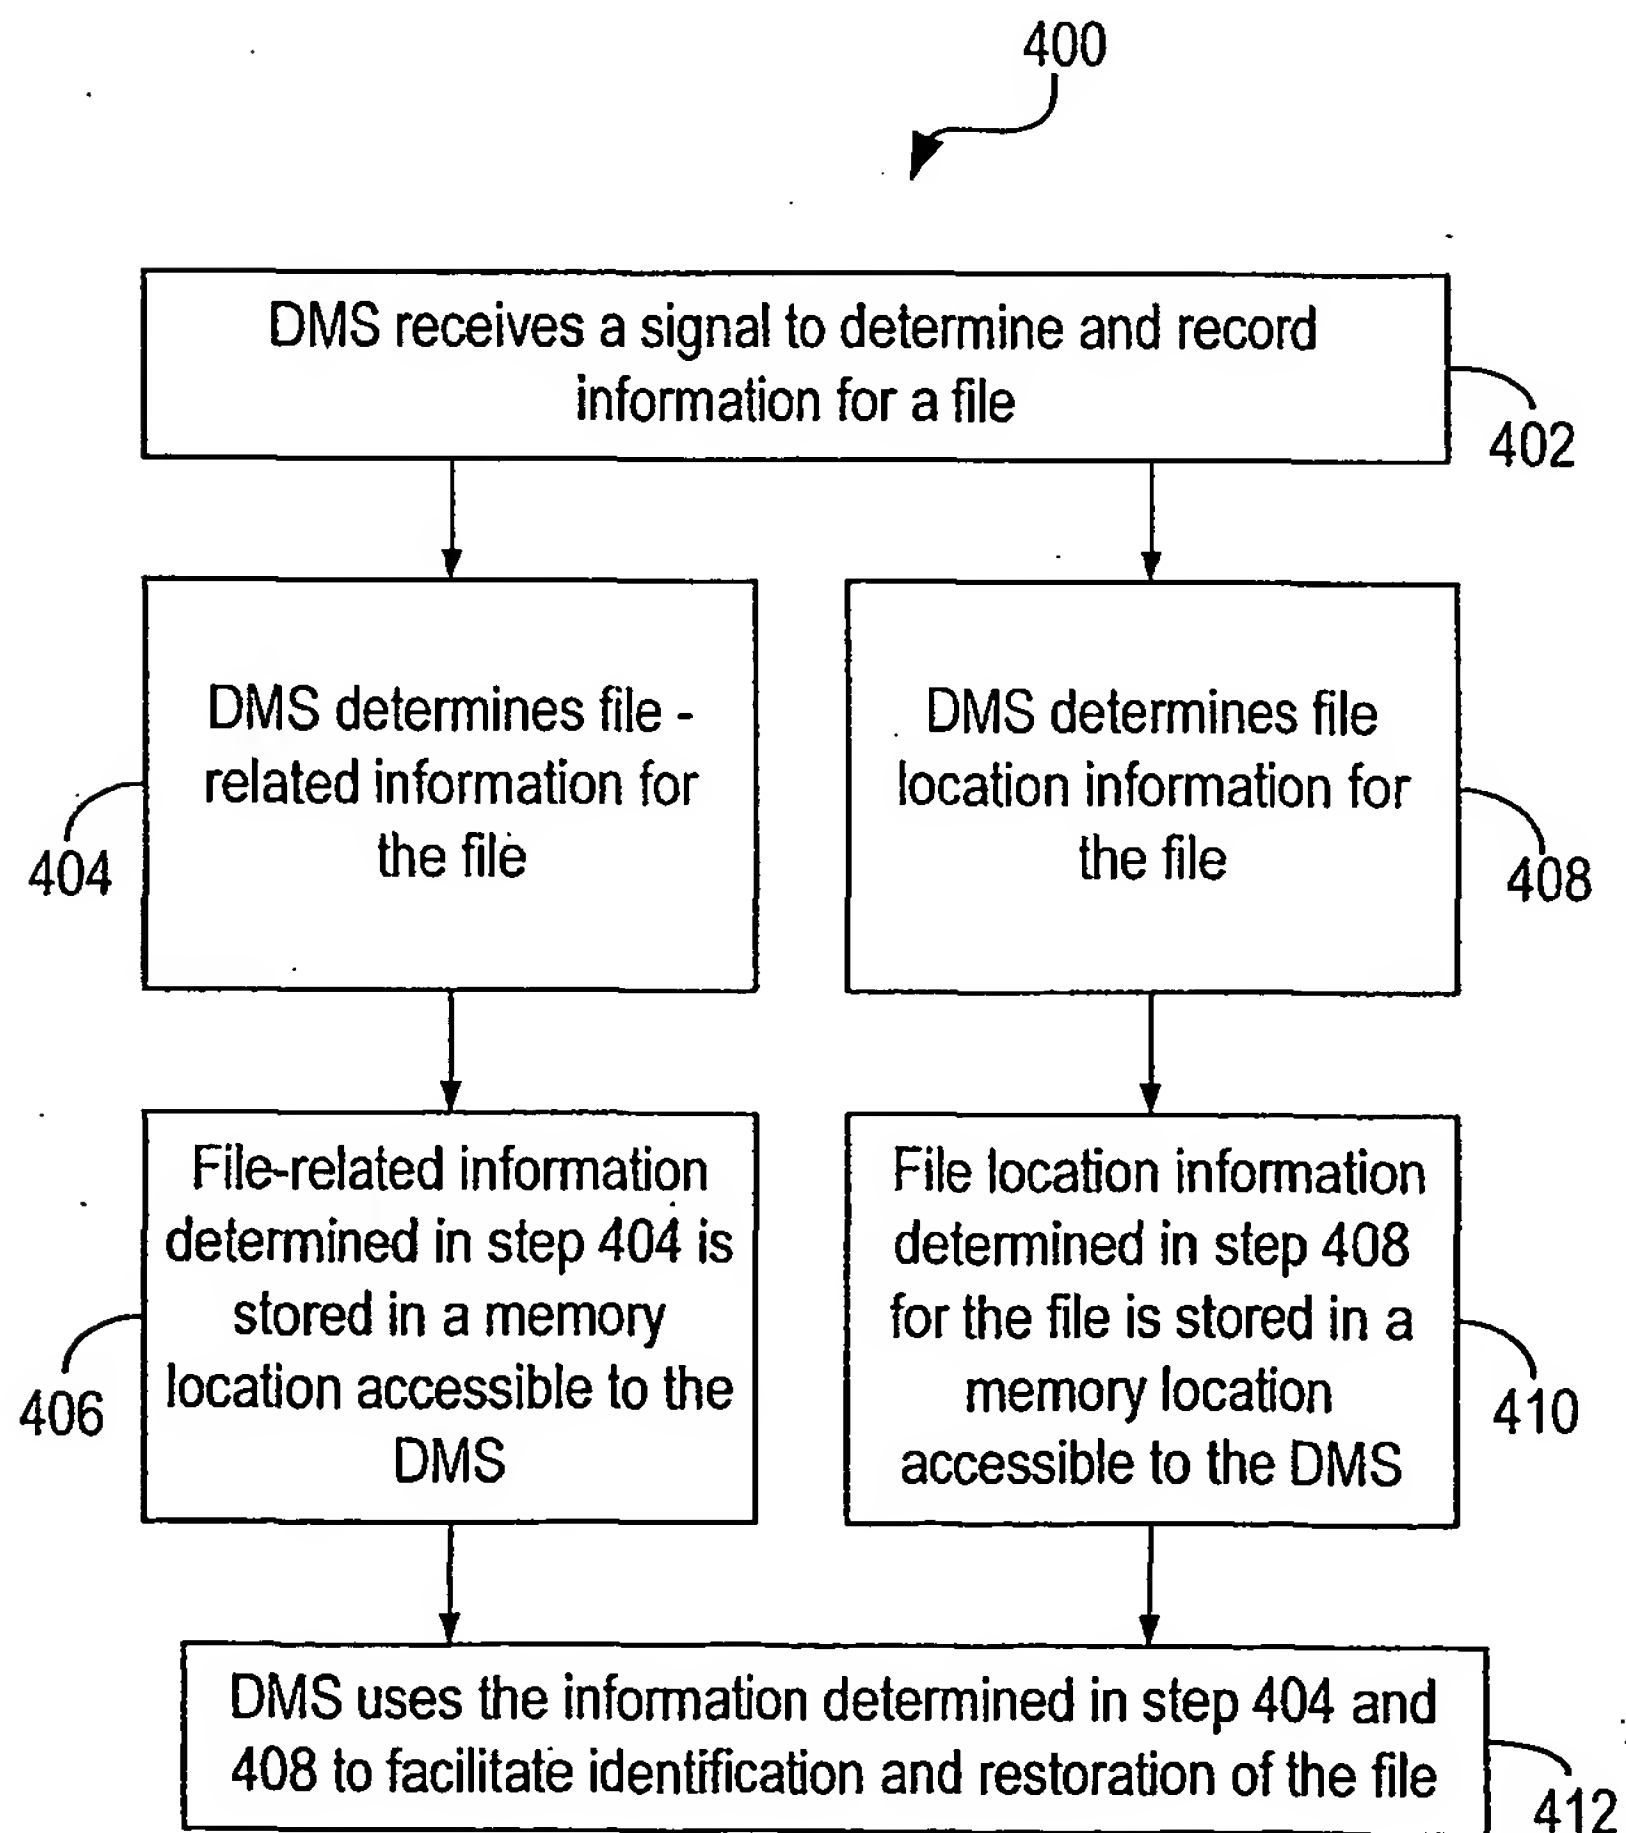 400
DMS receives a signal to determine and record
information for a file
402
DMS determines file -
related information for
the file
404
DMS determines file
location information for
the file
408
File-related information
determined in step 404 is
stored in a memory
location accessible to the
DMS
406
File location information
determined in step 408
for the file is stored in a
memory location
accessible to the DMS
410
DMS uses the information determined in step 404 and
408 to facilitate identification and restoration of the file
412